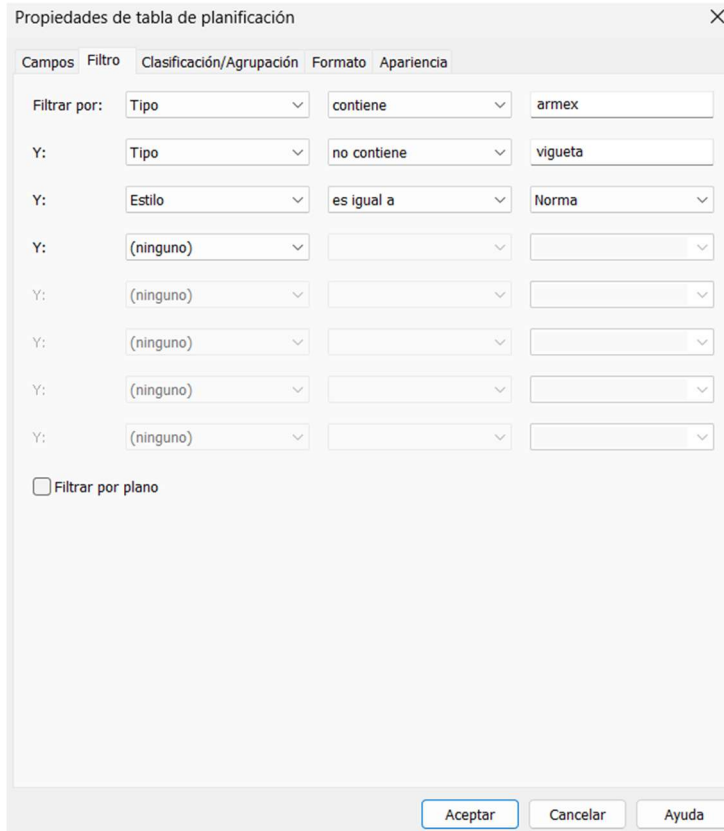 Propiedades de tabla de planificación
Campos Filtro Clasificación/Agrupación Formato Apariencia
Filtrar por: Tipo contiene armex
Y: Tipo no contiene vigueta
Y: Estilo es igual a Norma
Y: (ninguno)
Y: (ninguno)
Y: (ninguno)
Y: (ninguno)
Y: (ninguno)
Filtrar por plano
Aceptar Cancelar Ayuda